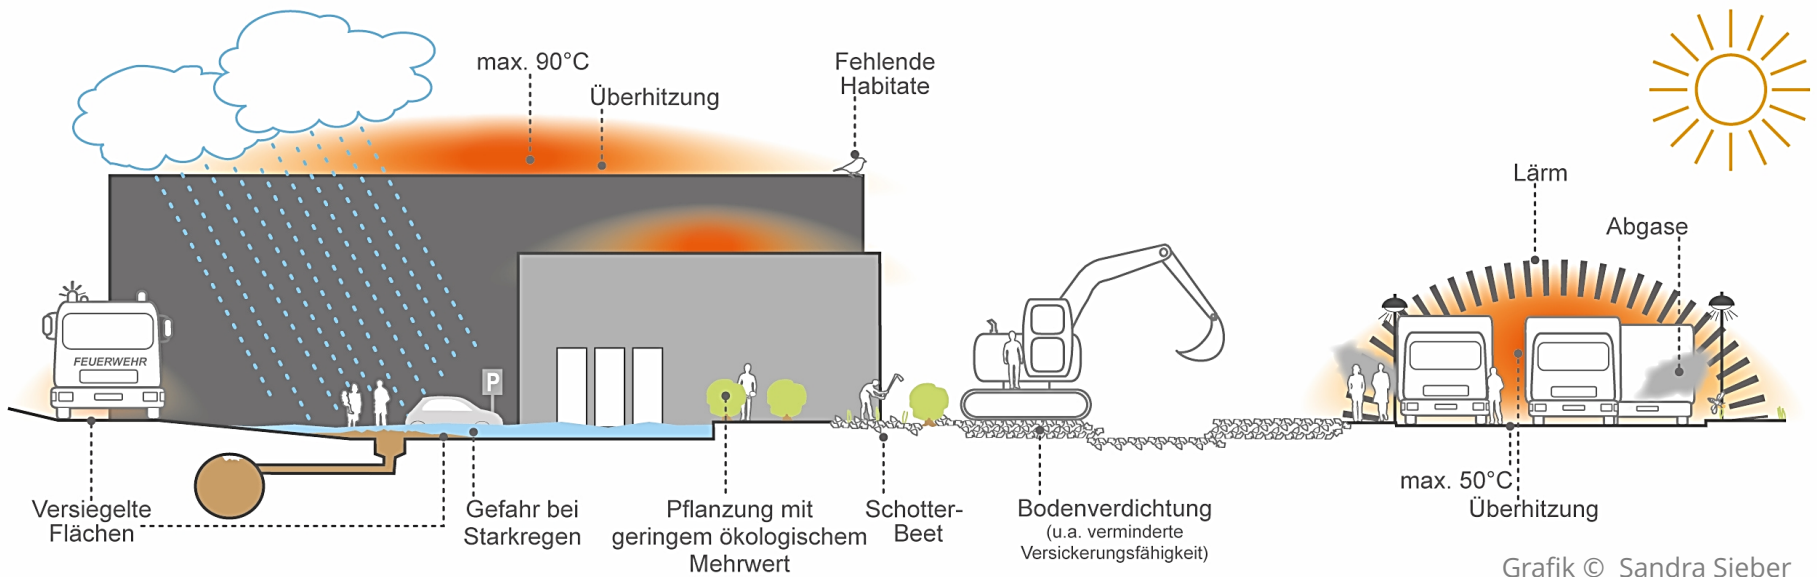 max. 90°C
Überhitzung
Fehlende
Habitate
Lärm
Abgase
FEUERWEHR
P
max. 50°C
Überhitzung
Versiegelte
Flächen
Gefahr bei
Starkregen
Pflanzung mit
geringem ökologischem
Mehrwert
Schotter-
Beet
Bodenverdichtung
(u.a. verminderte
Versickerungsfähigkeit)
Grafik © Sandra Sieber